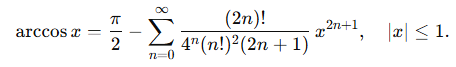 arccos x = π/2 − ∑_{n=0}^{∞} (2n)! / (4^n (n!)^2 (2n + 1)) x^{2n+1}, |x| ≤ 1.